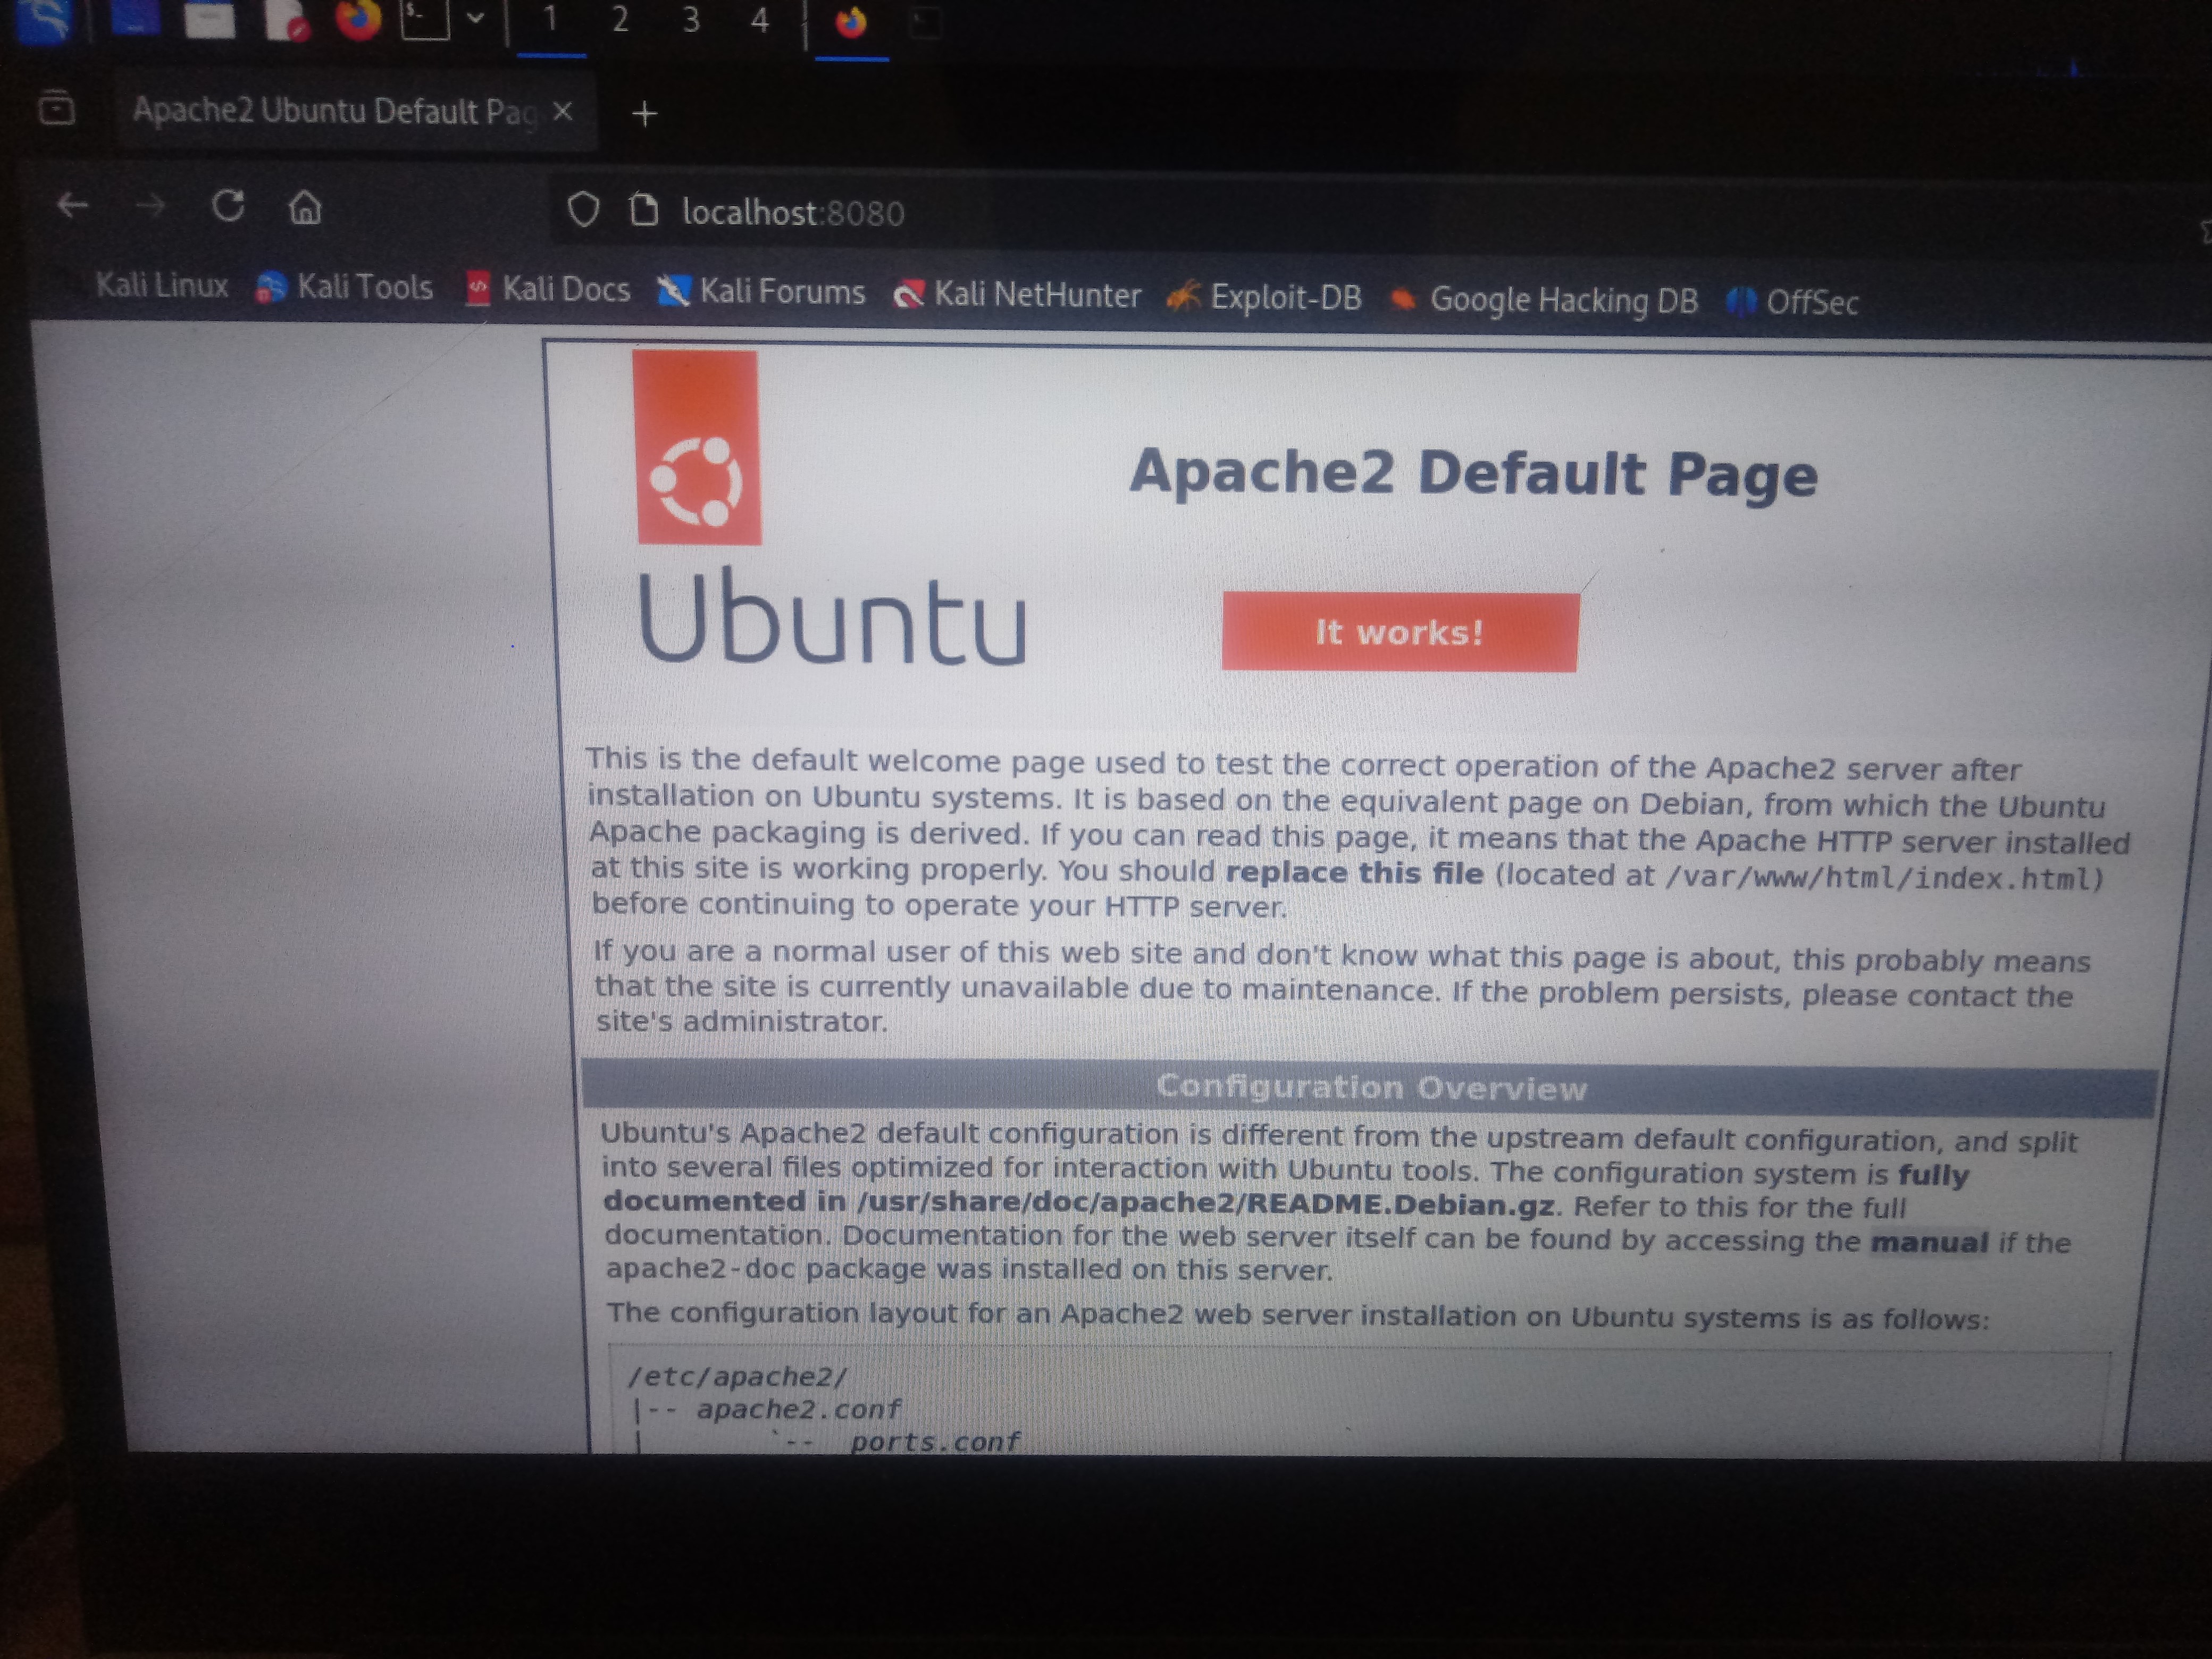 1 2 3 4
Apache2 Ubuntu Default Pag
localhost:8080
Kali Linux Kali Tools Kali Docs Kali Forums Kali NetHunter Exploit-DB Google Hacking DB OffSec
Apache2 Default Page
Ubuntu
It works!
This is the default welcome page used to test the correct operation of the Apache2 server after
installation on Ubuntu systems. It is based on the equivalent page on Debian, from which the Ubuntu
Apache packaging is derived. If you can read this page, it means that the Apache HTTP server installed
at this site is working properly. You should replace this file (located at /var/www/html/index.html)
before continuing to operate your HTTP server.
If you are a normal user of this web site and don't know what this page is about, this probably means
that the site is currently unavailable due to maintenance. If the problem persists, please contact the
site's administrator.
Configuration Overview
Ubuntu's Apache2 default configuration is different from the upstream default configuration, and split
into several files optimized for interaction with Ubuntu tools. The configuration system is fully
documented in /usr/share/doc/apache2/README.Debian.gz. Refer to this for the full
documentation. Documentation for the web server itself can be found by accessing the manual if the
apache2-doc package was installed on this server.
The configuration layout for an Apache2 web server installation on Ubuntu systems is as follows:
/etc/apache2/
|-- apache2.conf
| `-- ports.conf